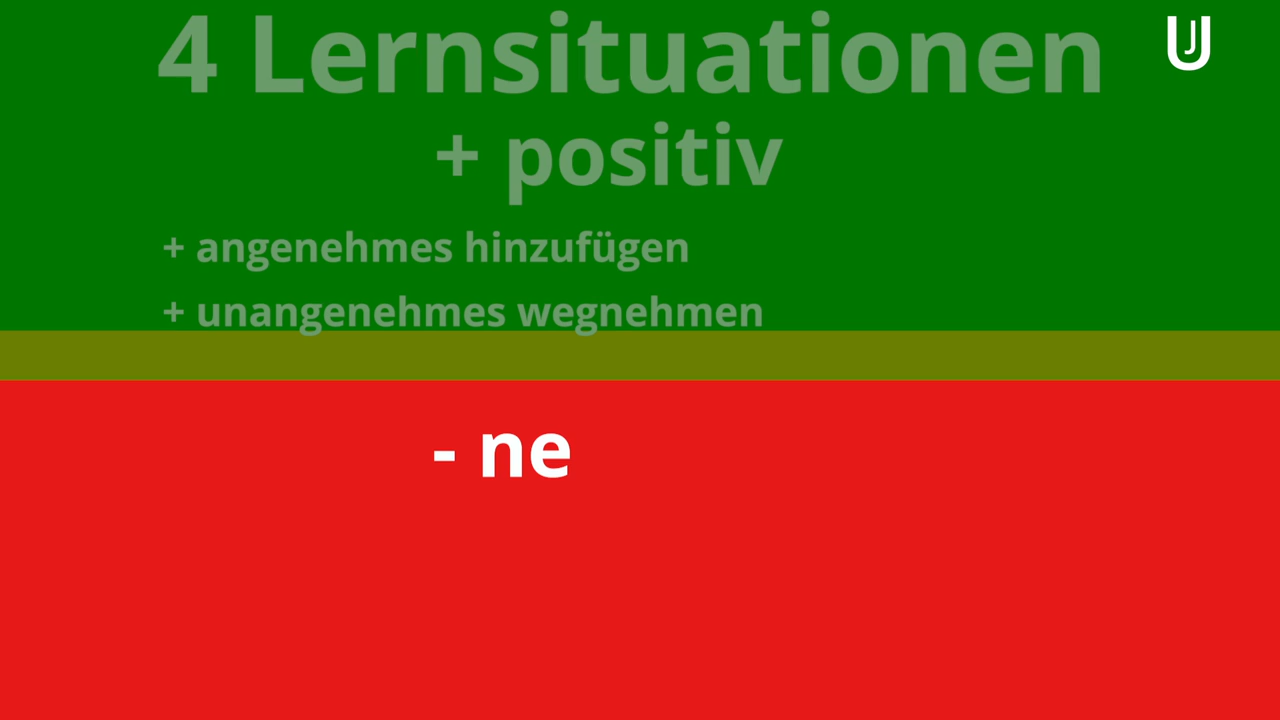 4 Lernsituationen
+ positiv
+ angenehmes hinzufügen
+ unangenehmes wegnehmen
- ne